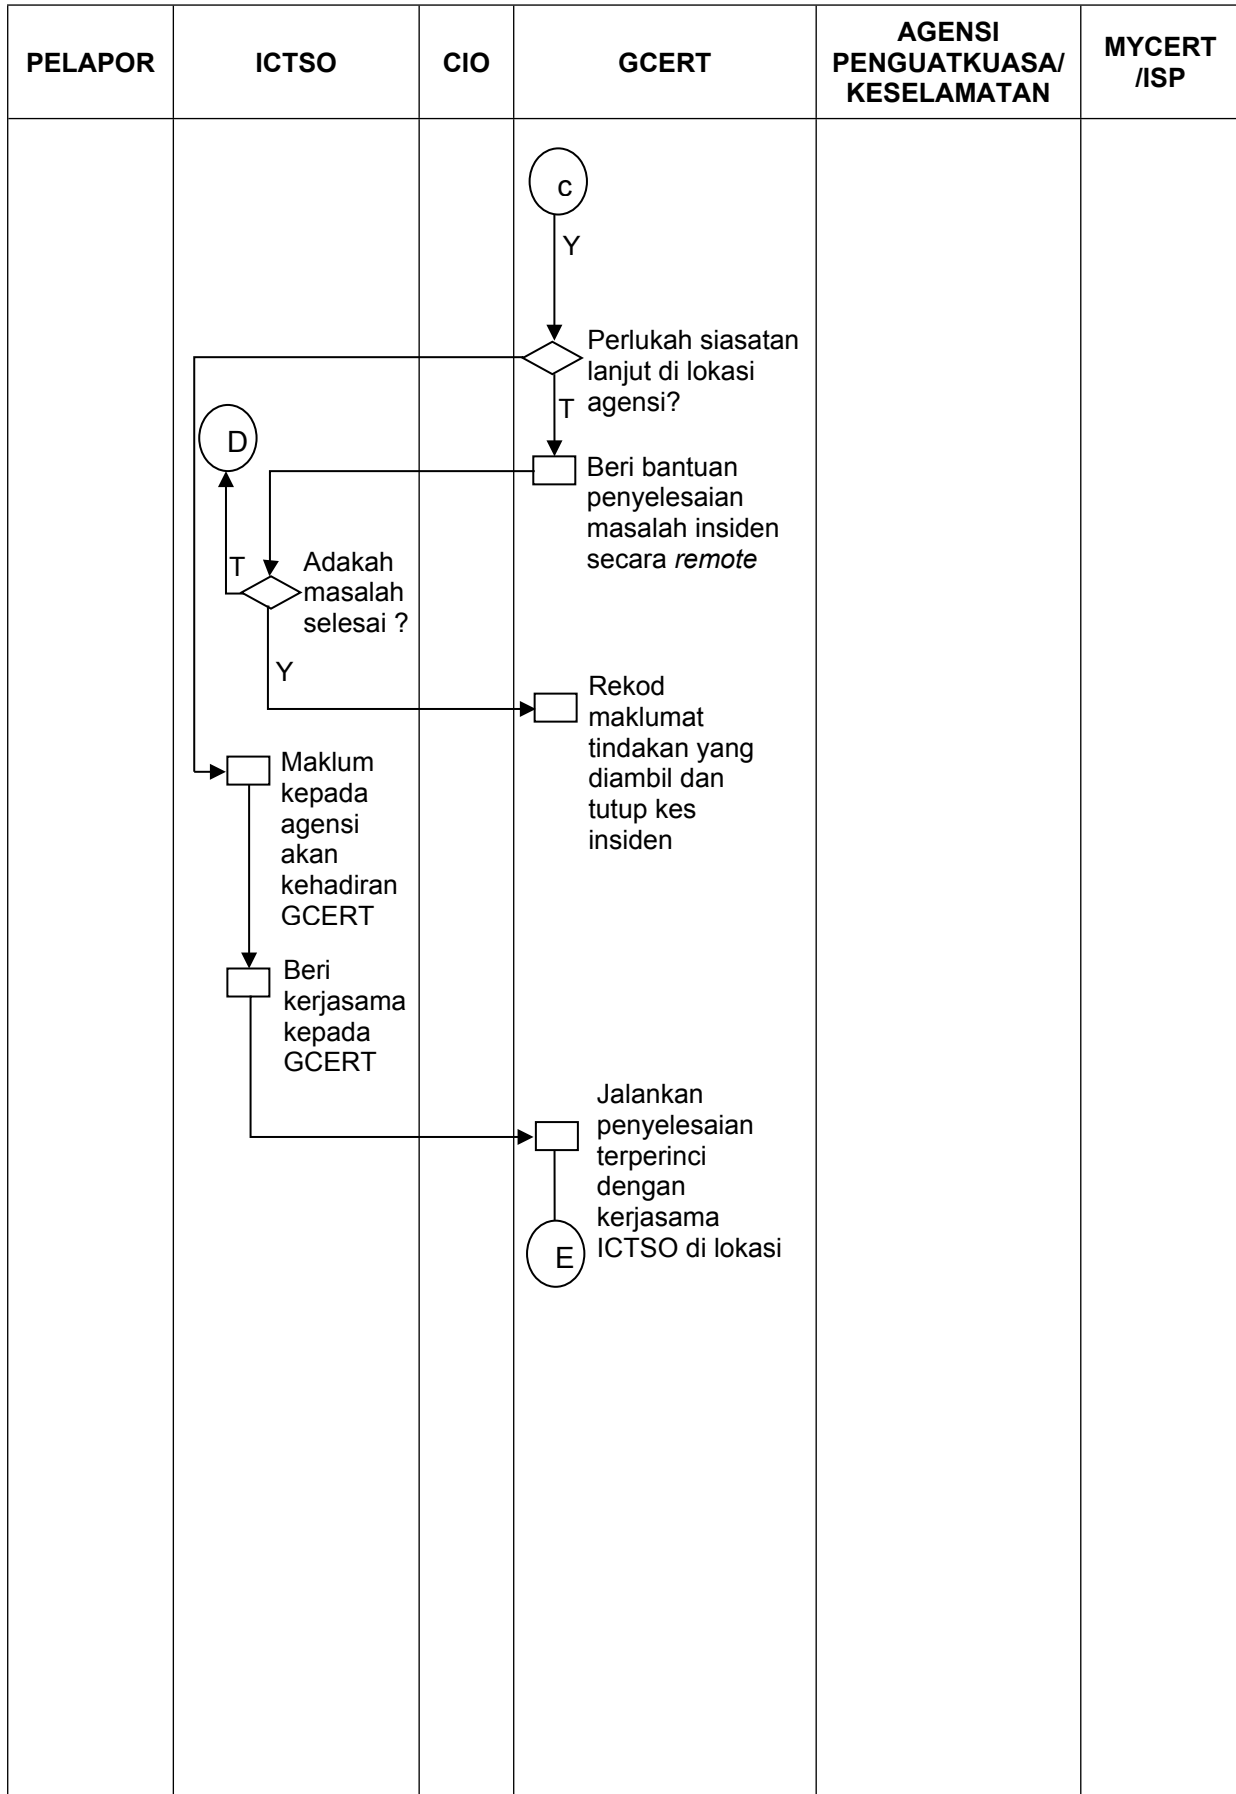 PELAPOR
ICTSO
CIO
GCERT
AGENSI
PENGUATKUASA/
KESELAMATAN
MYCERT
/ISP
c
Y
Perlukah siasatan
lanjut di lokasi
agensi?
T
D
Beri bantuan
penyelesaian
masalah insiden
secara remote
T
Adakah
masalah
selesai ?
Y
Rekod
maklumat
tindakan yang
diambil dan
tutup kes
insiden
Maklum
kepada
agensi
akan
kehadiran
GCERT
Beri
kerjasama
kepada
GCERT
Jalankan
penyelesaian
terperinci
dengan
kerjasama
ICTSO di lokasi
E